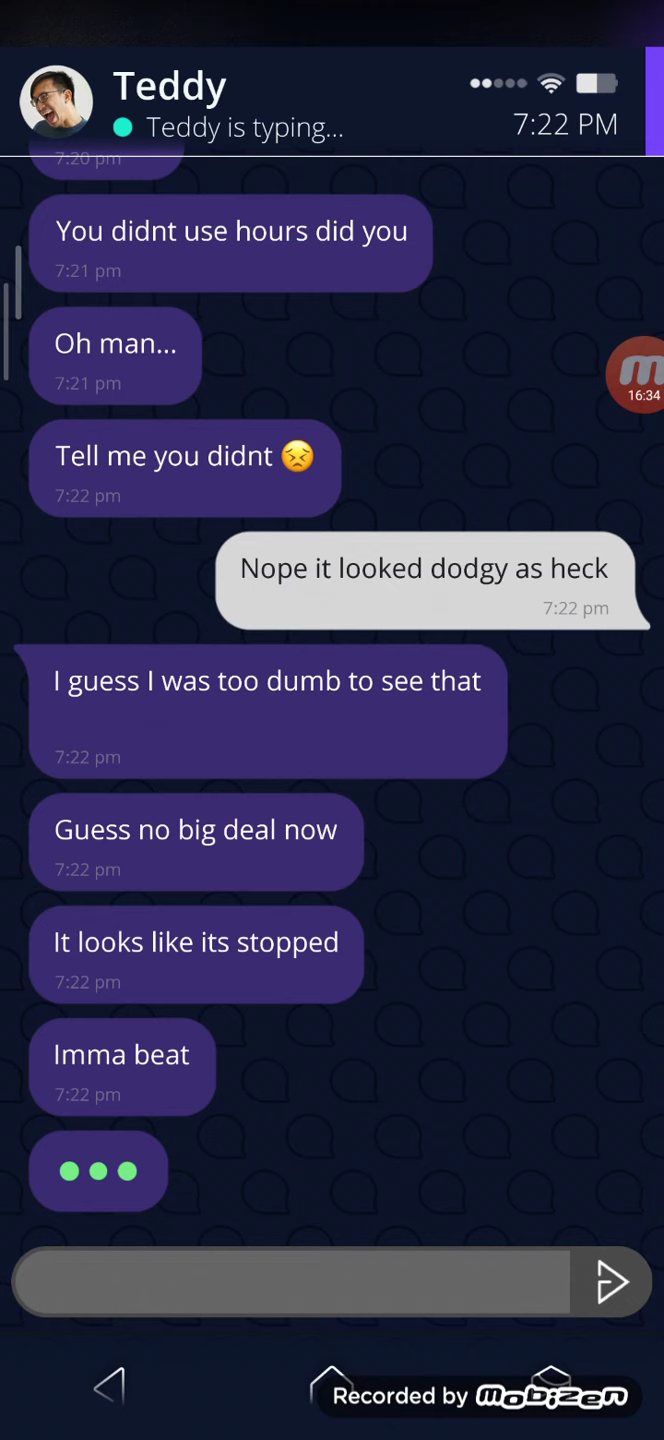 Teddy
Teddy is typing...
7:22 PM
7:20 pm
You didnt use hours did you
7:21 pm
Oh man...
7:21 pm
m
16:34
Tell me you didnt 😣
7:22 pm
Nope it looked dodgy as heck
7:22 pm
I guess I was too dumb to see that
7:22 pm
Guess no big deal now
7:22 pm
It looks like its stopped
7:22 pm
Imma beat
7:22 pm
Recorded by mobizen